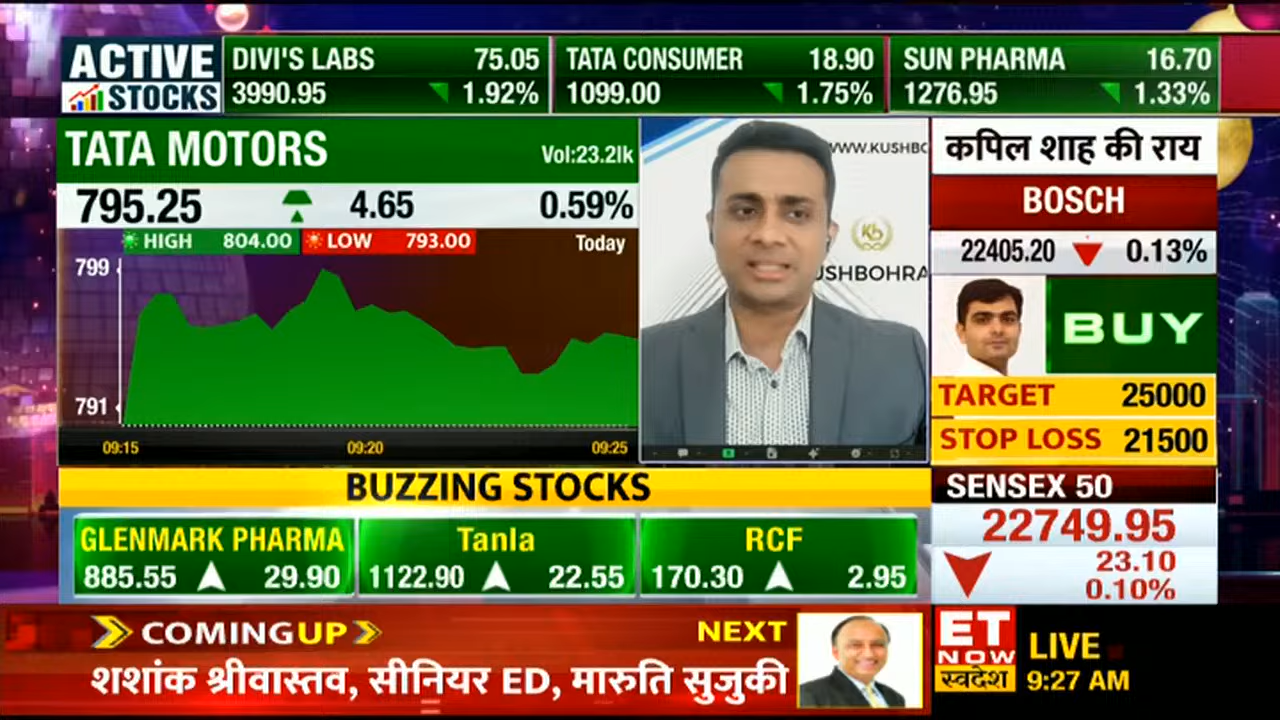 ACTIVE STOCKS
DIVI'S LABS 75.05
3990.95 1.92%
TATA CONSUMER 18.90
1099.00 1.75%
SUN PHARMA 16.70
1276.95 1.33%
TATA MOTORS Vol:23.2lk
795.25 4.65 0.59%
HIGH 804.00 LOW 793.00 Today
799
791
09:15 09:20 09:25
WWW.KUSHBO
Kb
USHBOHRA
कपिल शाह की राय
BOSCH
22405.20 0.13%
BUY
TARGET 25000
STOP LOSS 21500
BUZZING STOCKS
GLENMARK PHARMA
885.55 29.90
Tanla
1122.90 22.55
RCF
170.30 2.95
SENSEX 50
22749.95
23.10
0.10%
COMING UP NEXT
शशांक श्रीवास्तव, सीनियर ED, मारुति सुजुकी
ET NOW स्वदेश
LIVE
9:27 AM